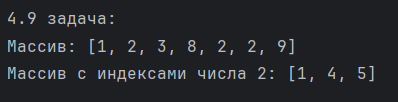 4.9 задача:
Массив: [1, 2, 3, 8, 2, 2, 9]
Массив с индексами числа 2: [1, 4, 5]